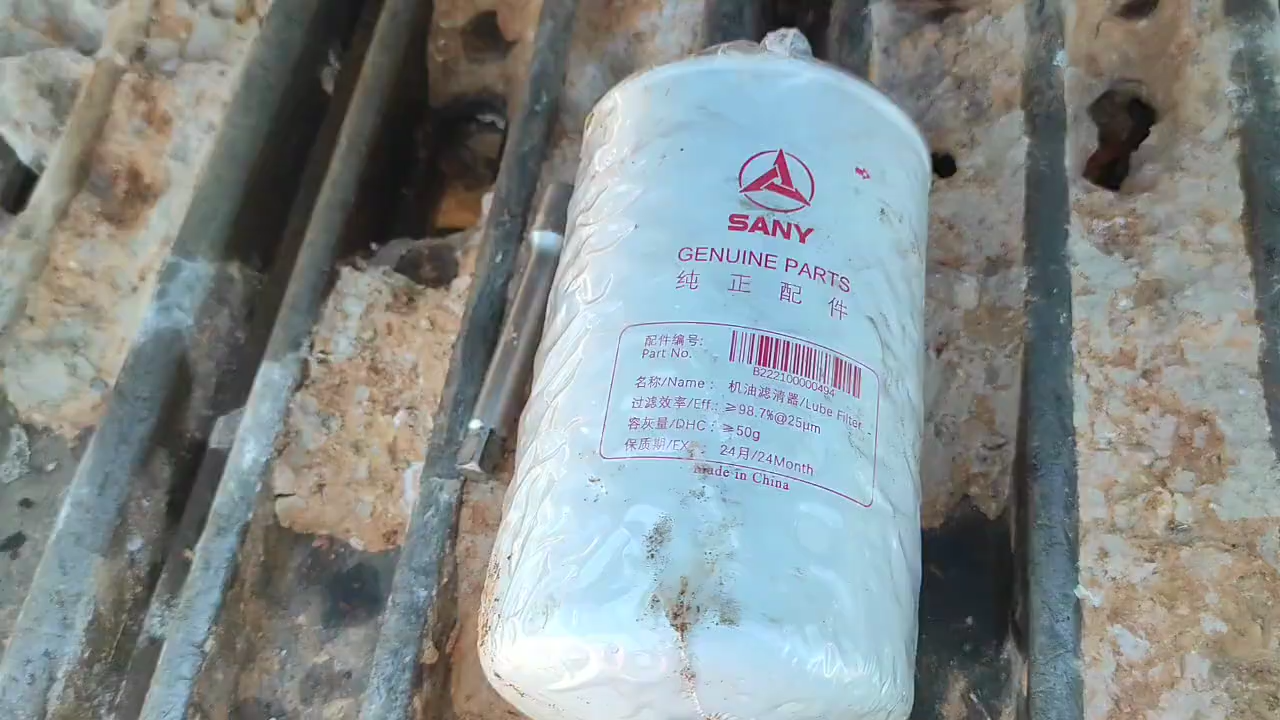 SANY
GENUINE PARTS
纯正配件
配件编号:
Part No.
B222100000494
名称/Name : 机油滤清器/Lube Filter
过滤效率/Eff.: ≥98.7%@25μm
容灰量/DHC : ≥50g
保质期/EX : 24月/24Month
Made in China